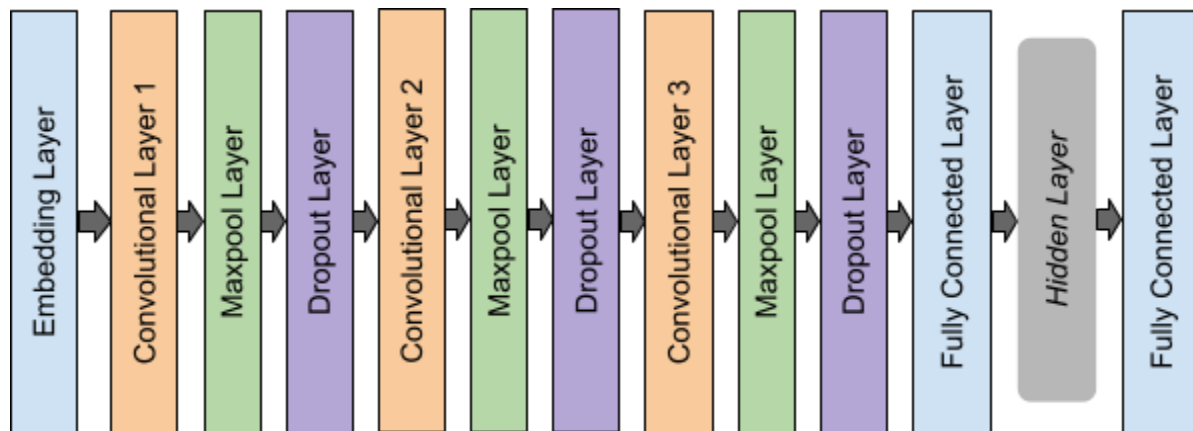 Embedding Layer
Convolutional Layer 1
Maxpool Layer
Dropout Layer
Convolutional Layer 2
Maxpool Layer
Dropout Layer
Convolutional Layer 3
Maxpool Layer
Dropout Layer
Fully Connected Layer
Hidden Layer
Fully Connected Layer